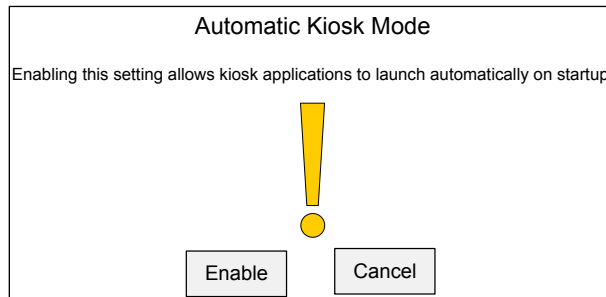 Automatic Kiosk Mode
Enabling this setting allows kiosk applications to launch automatically on startup
Enable
Cancel